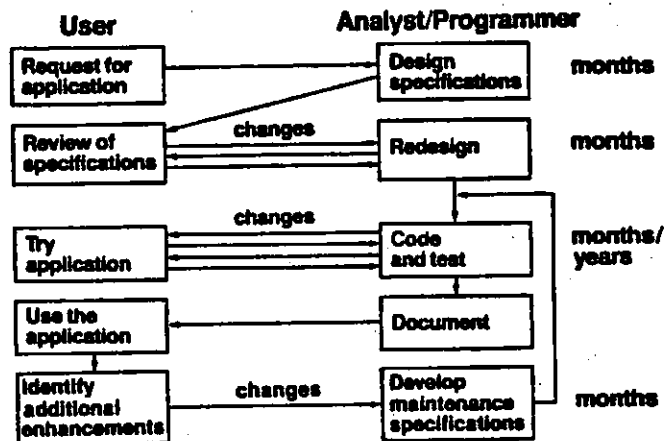 User
Analyst/Programmer
Request for
application
Design
specifications
months
Review of
specifications
changes
Redesign
months
changes
Try
application
Code
and test
months/
years
Use the
application
Document
Identify
additional
enhancements
changes
Develop
maintenance
specifications
months